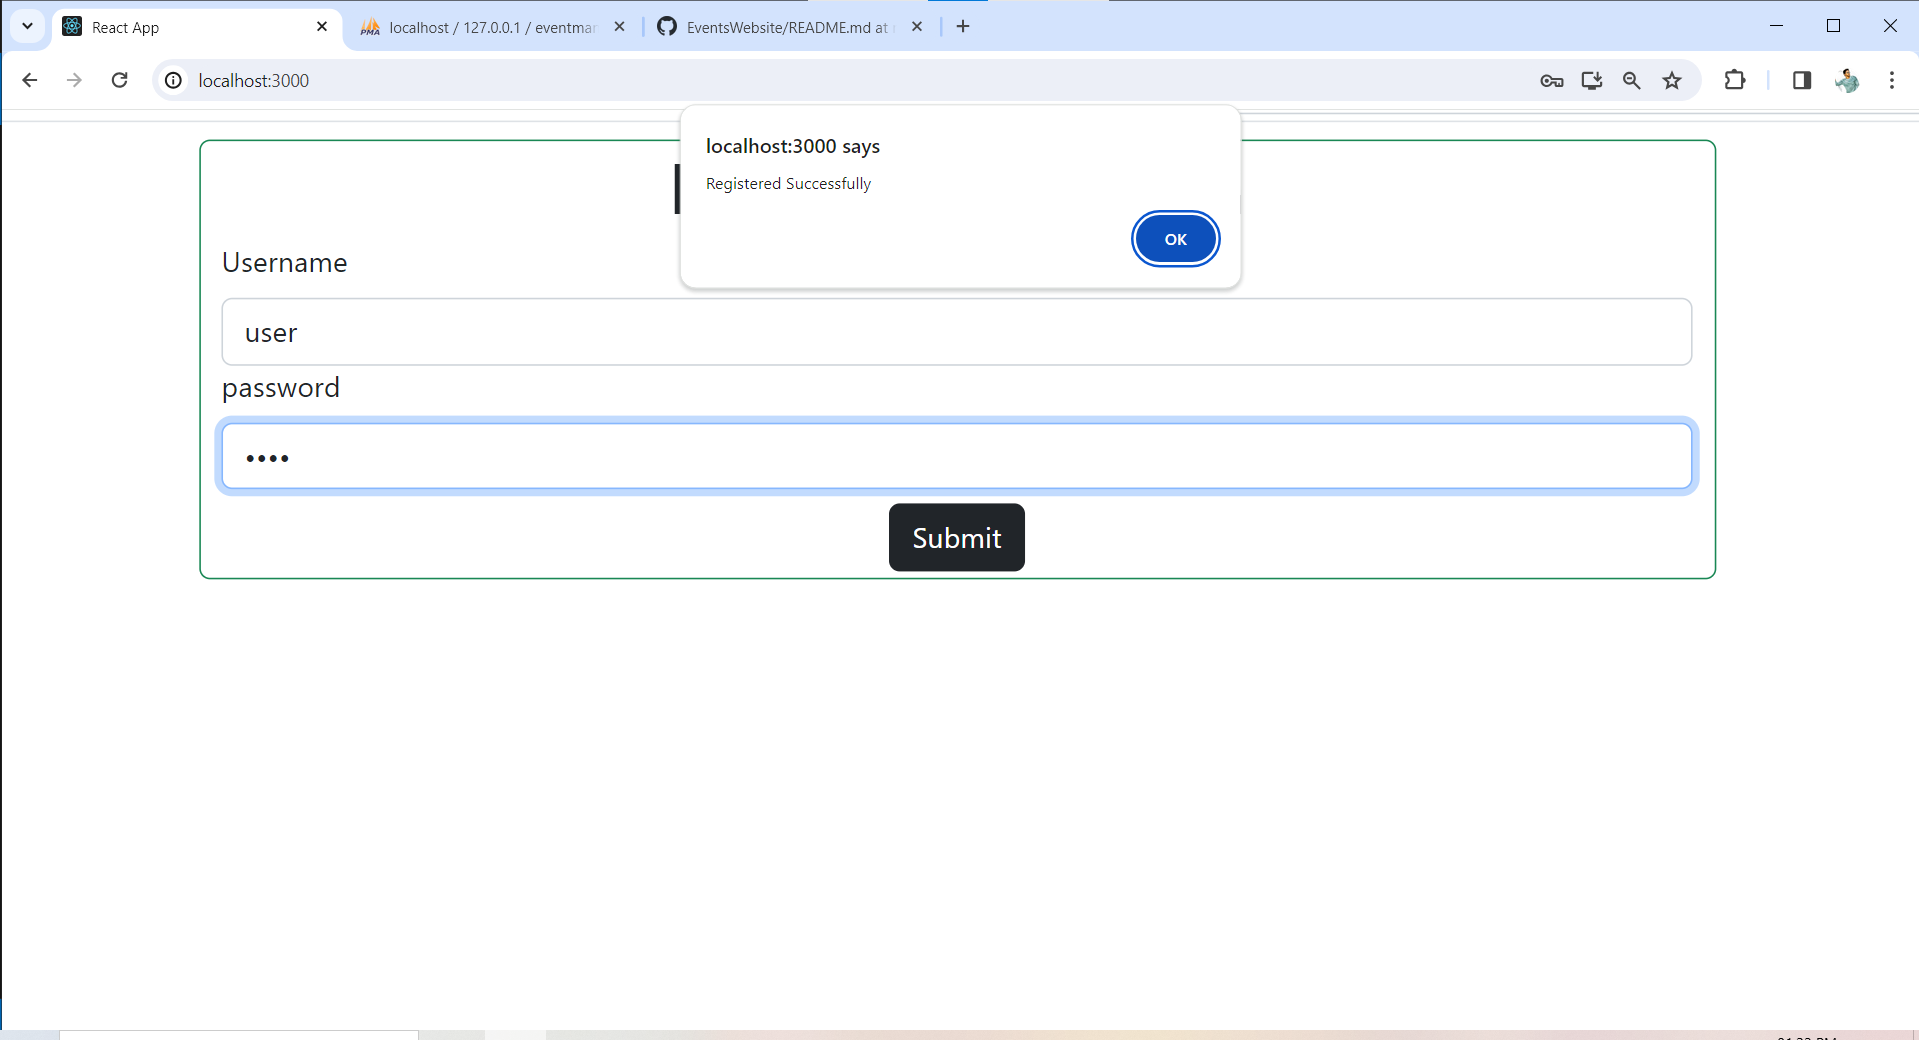 React App
localhost / 127.0.0.1 / eventmar
EventsWebsite/README.md at
localhost:3000
localhost:3000 says
Registered Successfully
OK
Username
user
password
••••
Submit